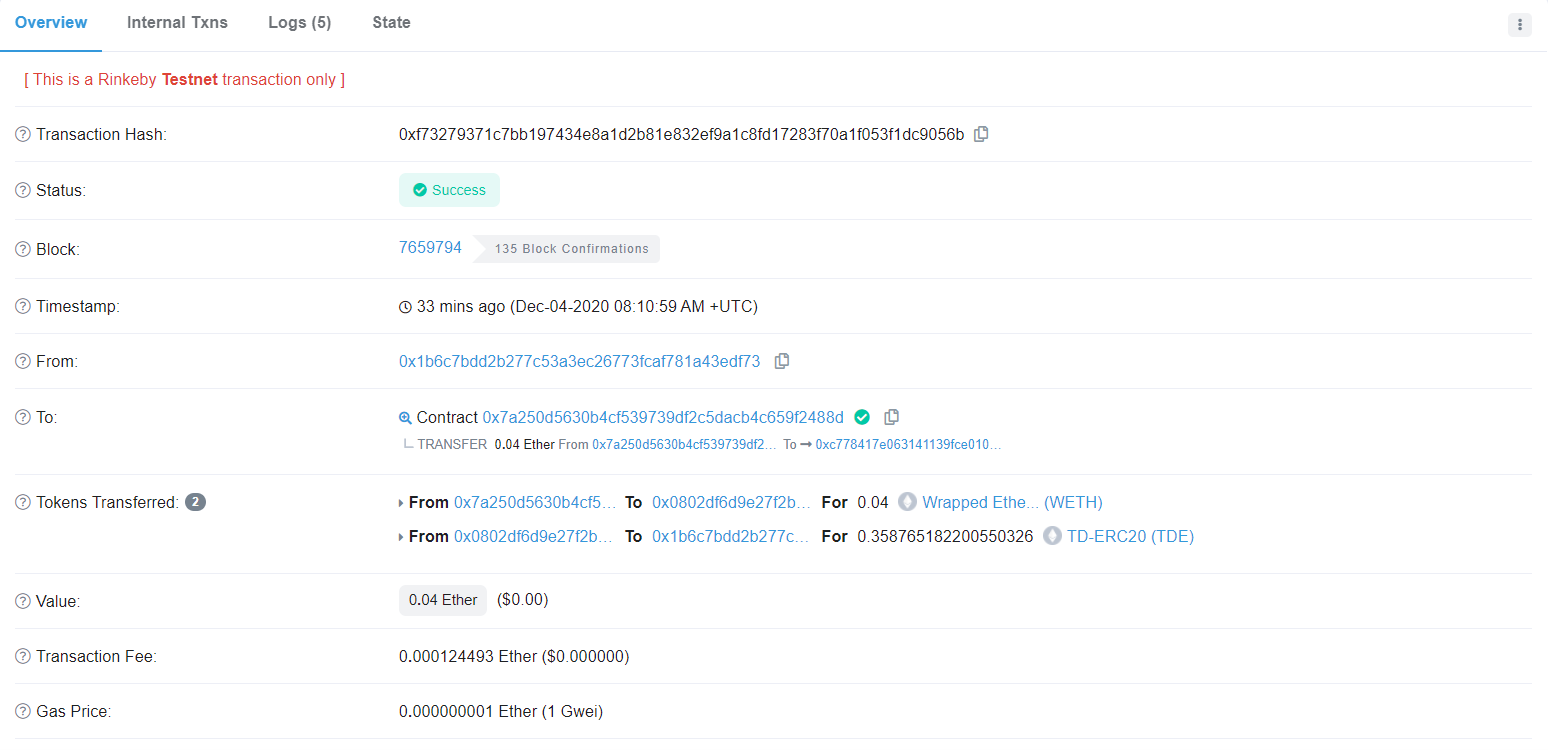 Overview Internal Txns Logs (5) State
[ This is a Rinkeby Testnet transaction only ]
Transaction Hash: 0xf73279371c7bb197434e8a1d2b81e832ef9a1c8fd17283f70a1f053f1dc9056b
Status: Success
Block: 7659794 135 Block Confirmations
Timestamp: 33 mins ago (Dec-04-2020 08:10:59 AM +UTC)
From: 0x1b6c7bdd2b277c53a3ec26773fcaf781a43edf73
To: Contract 0x7a250d5630b4cf539739df2c5dacb4c659f2488d
TRANSFER 0.04 Ether From 0x7a250d5630b4cf539739df2... To → 0xc778417e063141139fce010...
Tokens Transferred: 2 From 0x7a250d5630b4cf5... To 0x0802df6d9e27f2b... For 0.04 Wrapped Ethe... (WETH)
From 0x0802df6d9e27f2b... To 0x1b6c7bdd2b277c... For 0.358765182200550326 TD-ERC20 (TDE)
Value: 0.04 Ether ($0.00)
Transaction Fee: 0.000124493 Ether ($0.000000)
Gas Price: 0.000000001 Ether (1 Gwei)